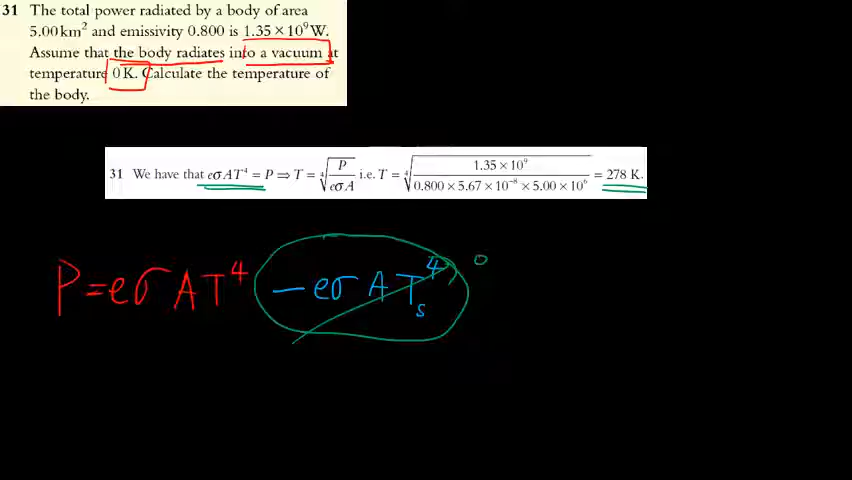 31 The total power radiated by a body of area
5.00 km² and emissivity 0.800 is 1.35 × 10⁹ W.
Assume that the body radiates into a vacuum at
temperature 0 K. Calculate the temperature of
the body.
31 We have that eσAT⁴ = P ⇒ T = ∜(P/eσA) i.e. T = ∜(1.35 × 10⁹/0.800 × 5.67 × 10⁻⁸ × 5.00 × 10⁶) = 278 K.
P = eσAT⁴ − eσATₛ⁴ 0